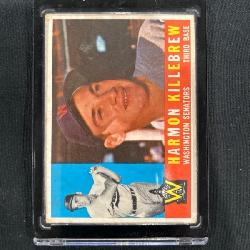 HARMON KILLEBREW
WASHINGTON SENATORS THIRD BASE
W